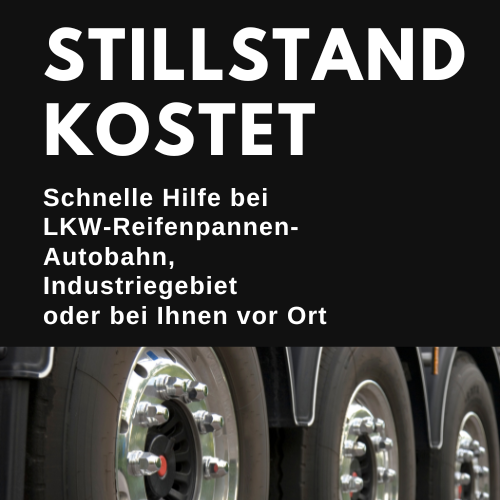 STILLSTAND
KOSTET
Schnelle Hilfe bei
LKW-Reifenpannen-
Autobahn,
Industriegebiet
oder bei Ihnen vor Ort